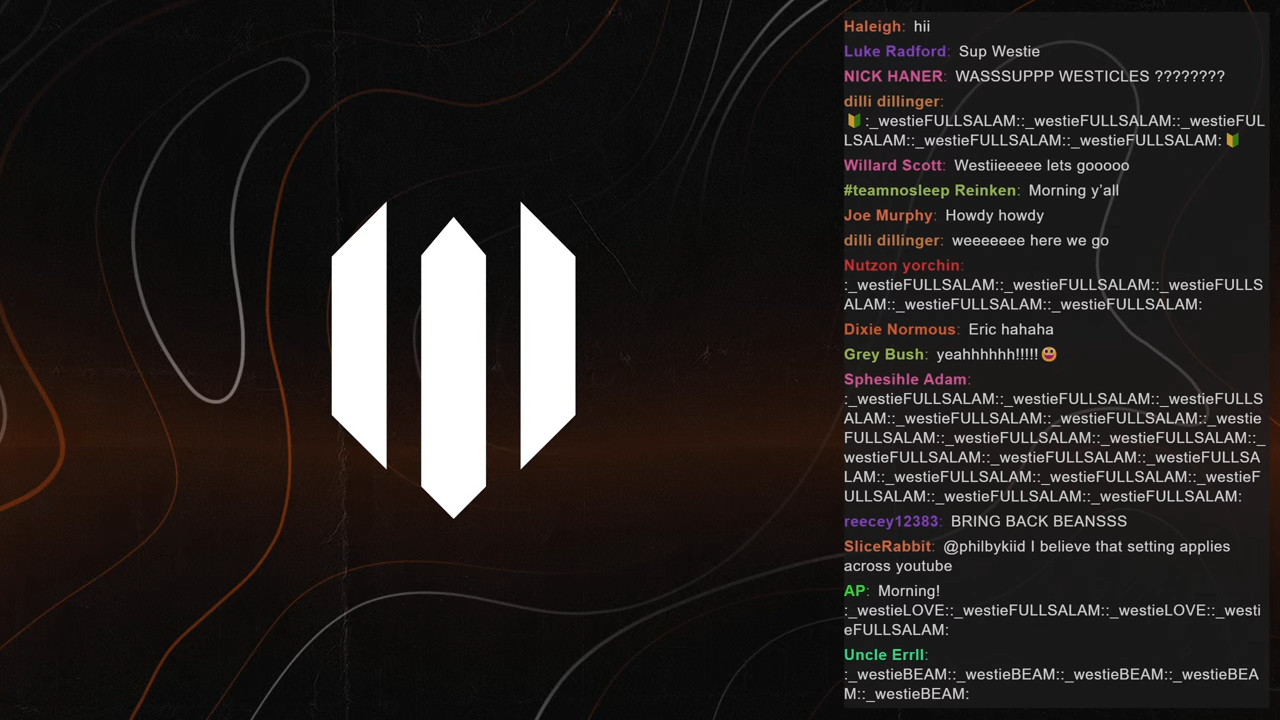 Haleigh: hii
Luke Radford: Sup Westie
NICK HANER: WASSSUPPP WESTICLES ????????
dilli dillinger:
🔰:_westieFULLSALAM::_westieFULLSALAM::_westieFUL
LSALAM::_westieFULLSALAM::_westieFULLSALAM:🔰
Willard Scott: Westiieeeee lets gooooo
#teamnosleep Reinken: Morning y'all
Joe Murphy: Howdy howdy
dilli dillinger: weeeeeee here we go
Nutzon yorchin:
:_westieFULLSALAM::_westieFULLSALAM::_westieFULLS
ALAM::_westieFULLSALAM::_westieFULLSALAM:
Dixie Normous: Eric hahaha
Grey Bush: yeahhhhhh!!!!!😀
Sphesihle Adam:
:_westieFULLSALAM::_westieFULLSALAM::_westieFULLS
ALAM::_westieFULLSALAM::_westieFULLSALAM::_westie
FULLSALAM::_westieFULLSALAM::_westieFULLSALAM::_
westieFULLSALAM::_westieFULLSALAM::_westieFULLSA
LAM::_westieFULLSALAM::_westieFULLSALAM::_westieF
ULLSALAM::_westieFULLSALAM::_westieFULLSALAM:
reecey12383: BRING BACK BEANSSS
SliceRabbit: @philbykiid I believe that setting applies
across youtube
AP: Morning!
:_westieLOVE::_westieFULLSALAM::_westieLOVE::_westi
eFULLSALAM:
Uncle Errll:
:_westieBEAM::_westieBEAM::_westieBEAM::_westieBEA
M::_westieBEAM: